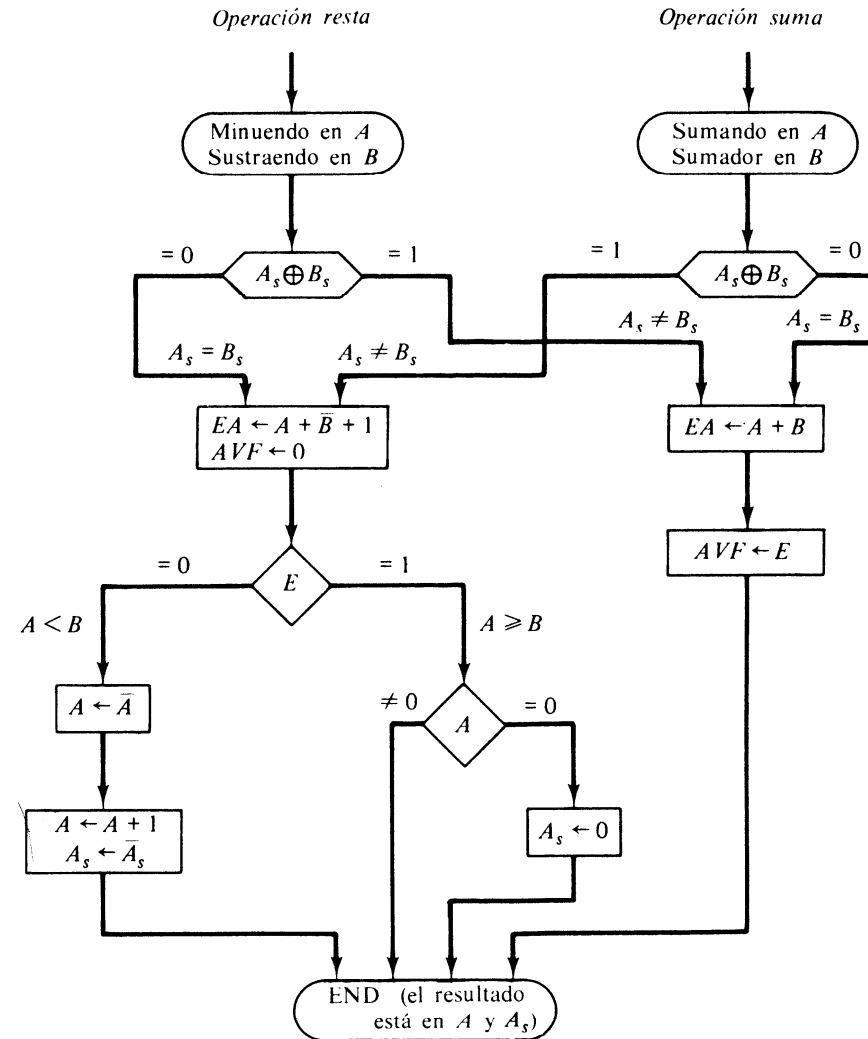 Operación resta
Operación suma
Minuendo en A
Sustraendo en B
Sumando en A
Sumador en B
= 0
A_s ⊕ B_s
= 1
= 1
A_s ⊕ B_s
= 0
A_s = B_s
A_s ≠ B_s
A_s ≠ B_s
A_s = B_s
EA ← A + B̅ + 1
AVF ← 0
EA ← A + B
AVF ← E
= 0
E
= 1
A < B
A ⩾ B
A ← A̅
≠ 0
A
= 0
A ← A + 1
A_s ← A̅_s
A_s ← 0
END (el resultado
está en A y A_s)